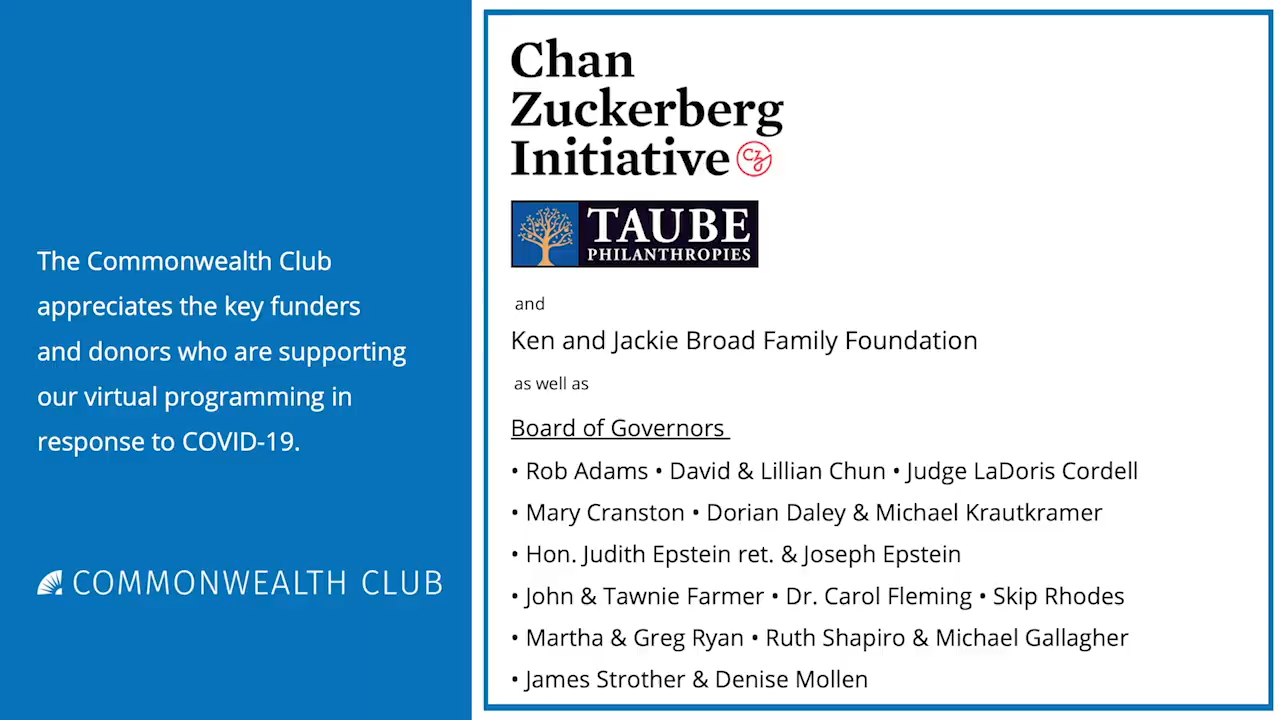 The Commonwealth Club
appreciates the key funders
and donors who are supporting
our virtual programming in
response to COVID-19.
COMMONWEALTH CLUB
Chan
Zuckerberg
Initiative CZI
TAUBE
PHILANTHROPIES
and
Ken and Jackie Broad Family Foundation
as well as
Board of Governors
• Rob Adams • David & Lillian Chun • Judge LaDoris Cordell
• Mary Cranston • Dorian Daley & Michael Krautkramer
• Hon. Judith Epstein ret. & Joseph Epstein
• John & Tawnie Farmer • Dr. Carol Fleming • Skip Rhodes
• Martha & Greg Ryan • Ruth Shapiro & Michael Gallagher
• James Strother & Denise Mollen